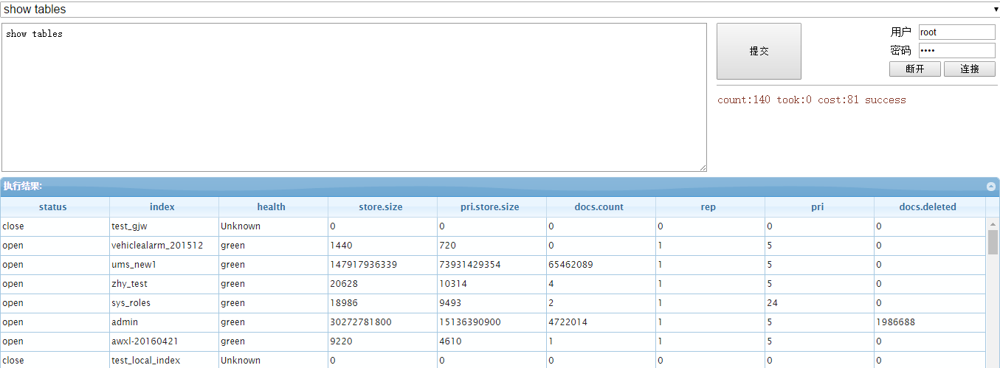 show tables
show tables
提交
用户 root
密码 ••••
断开 连接
count:140 took:0 cost:81 success
执行结果:
status index health store.size pri.store.size docs.count rep pri docs.deleted
close test_gjw Unknown 0 0 0 0 0 0
open vehiclealarm_201512 green 1440 720 0 1 5 0
open ums_new1 green 147917936339 73931429354 65462089 1 5 0
open zhy_test green 20628 10314 4 1 5 0
open sys_roles green 18986 9493 2 1 24 0
open admin green 30272781800 15136390900 4722014 1 5 1986688
open awxl-20160421 green 9220 4610 1 1 5 0
close test_local_index Unknown 0 0 0 0 0 0